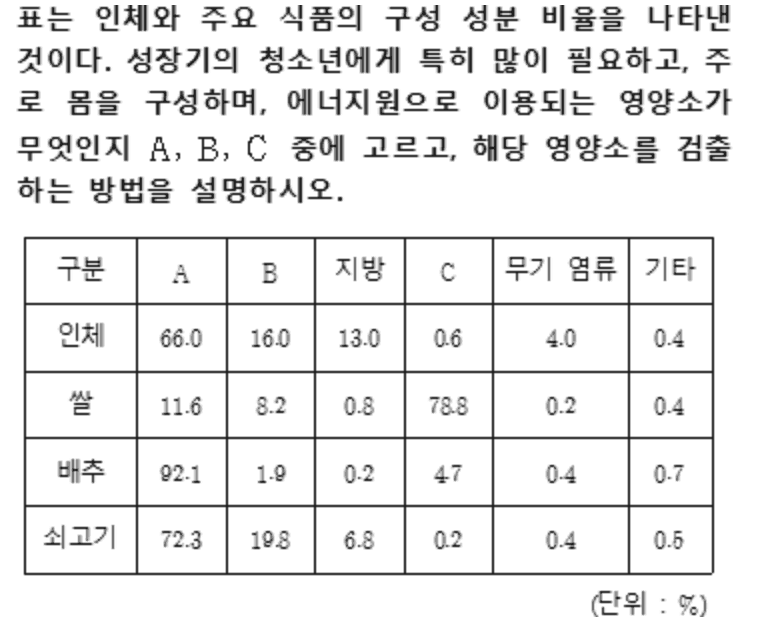 표는 인체와 주요 식품의 구성 성분 비율을 나타낸
것이다. 성장기의 청소년에게 특히 많이 필요하고, 주
로 몸을 구성하며, 에너지원으로 이용되는 영양소가
무엇인지 A, B, C 중에 고르고, 해당 영양소를 검출
하는 방법을 설명하시오.
구분 A B 지방 C 무기 염류 기타
인체 66.0 16.0 13.0 0.6 4.0 0.4
쌀 11.6 8.2 0.8 78.8 0.2 0.4
배추 92.1 1.9 0.2 4.7 0.4 0.7
쇠고기 72.3 19.8 6.8 0.2 0.4 0.5
(단위 : %)